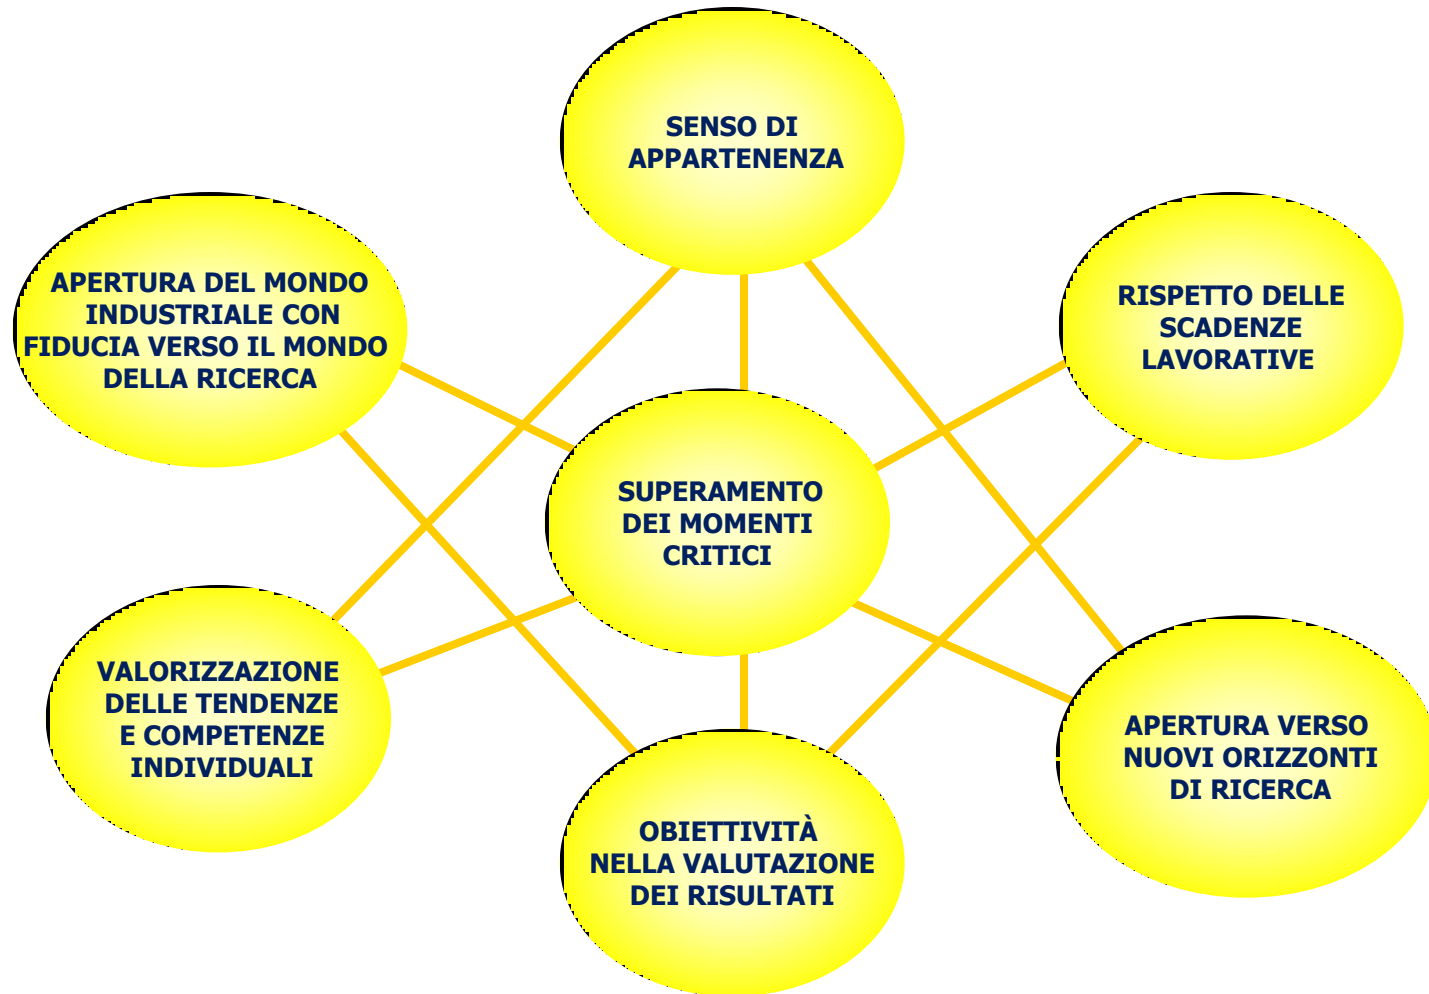 SENSO DI
APPARTENENZA
APERTURA DEL MONDO
INDUSTRIALE CON
FIDUCIA VERSO IL MONDO
DELLA RICERCA
RISPETTO DELLE
SCADENZE
LAVORATIVE
SUPERAMENTO
DEI MOMENTI
CRITICI
VALORIZZAZIONE
DELLE TENDENZE
E COMPETENZE
INDIVIDUALI
APERTURA VERSO
NUOVI ORIZZONTI
DI RICERCA
OBIETTIVITÀ
NELLA VALUTAZIONE
DEI RISULTATI